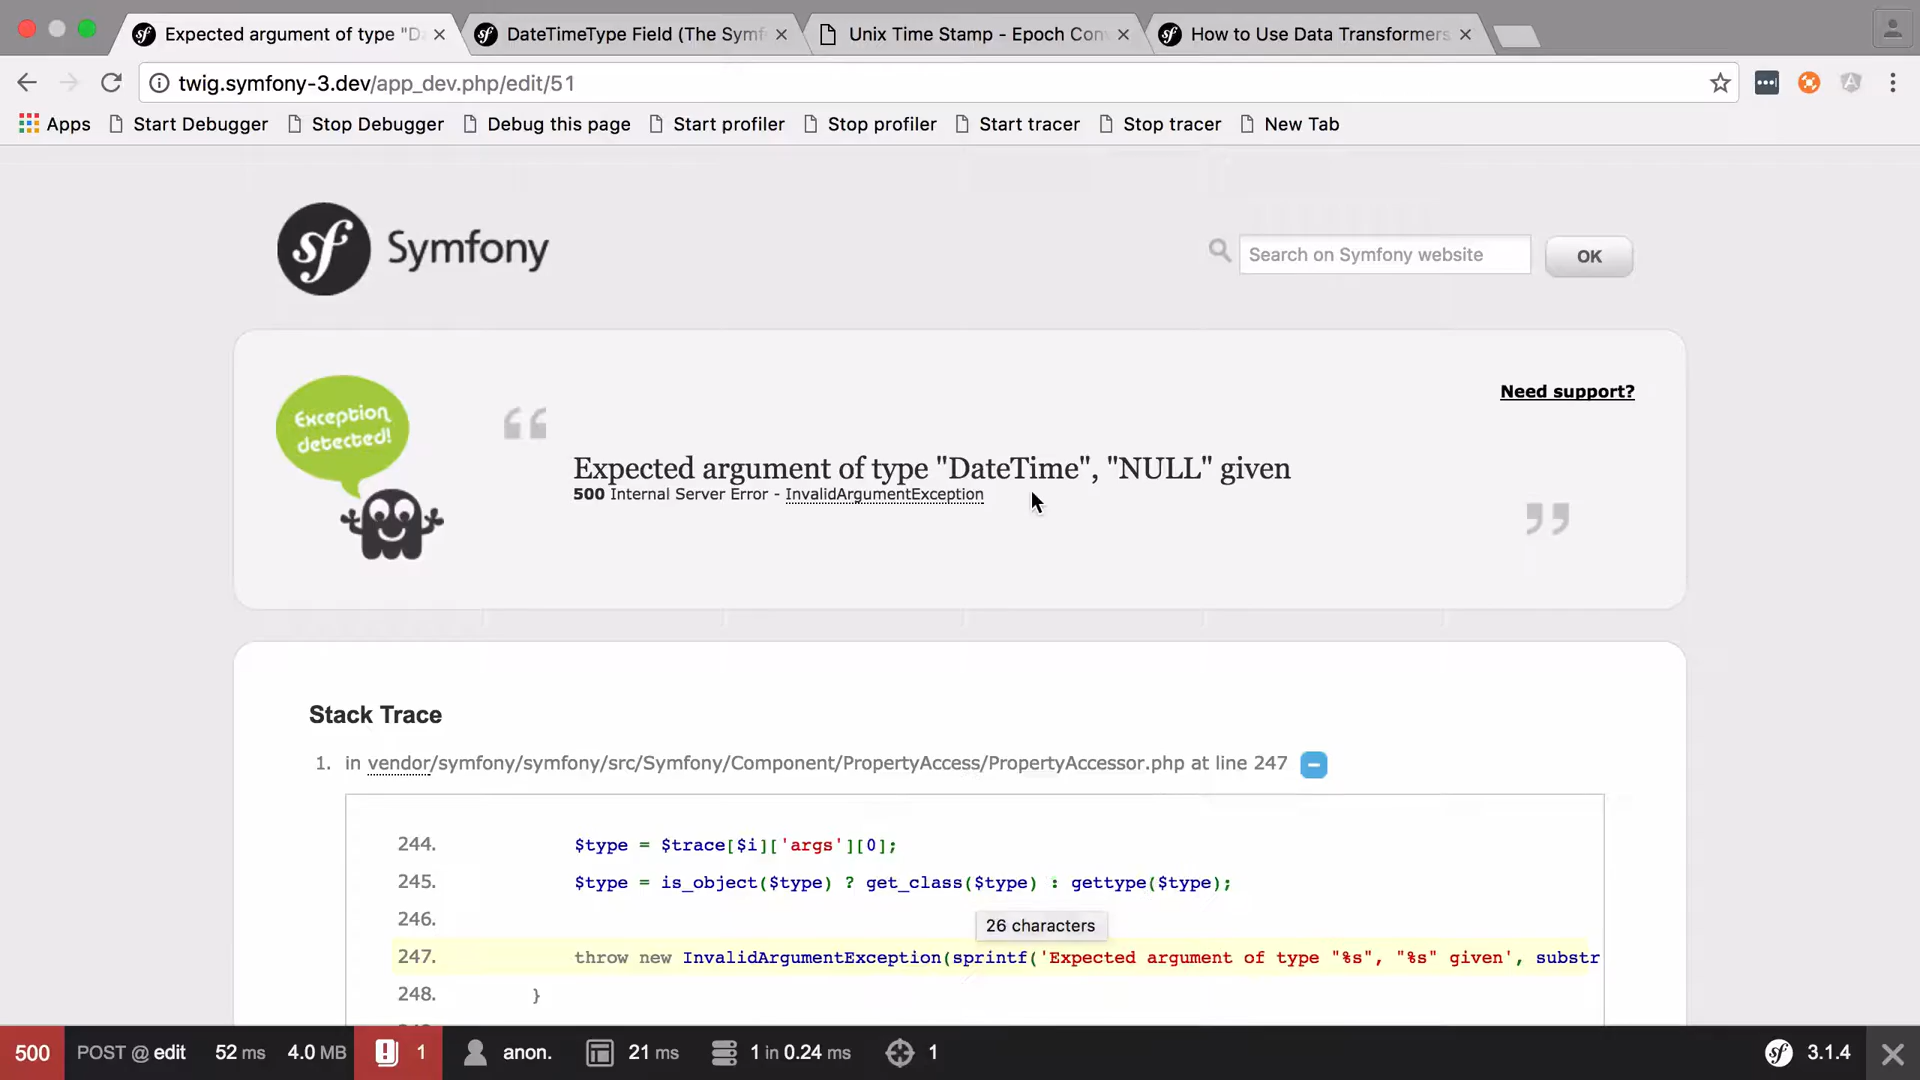 Expected argument of type "Da
DateTimeType Field (The Symf
Unix Time Stamp - Epoch Con
How to Use Data Transformers
twig.symfony-3.dev/app_dev.php/edit/51
Apps Start Debugger Stop Debugger Debug this page Start profiler Stop profiler Start tracer Stop tracer New Tab
sf Symfony
Search on Symfony website OK
Need support?
Exception
detected!
“
Expected argument of type "DateTime", "NULL" given
500 Internal Server Error - InvalidArgumentException
”
Stack Trace
1. in vendor/symfony/symfony/src/Symfony/Component/PropertyAccess/PropertyAccessor.php at line 247
244. $type = $trace[$i]['args'][0];
245. $type = is_object($type) ? get_class($type) : gettype($type);
246.
26 characters
247. throw new InvalidArgumentException(sprintf('Expected argument of type "%s", "%s" given', substr
248. }
500 POST @ edit 52 ms 4.0 MB 1 anon. 21 ms 1 in 0.24 ms 1 sf 3.1.4